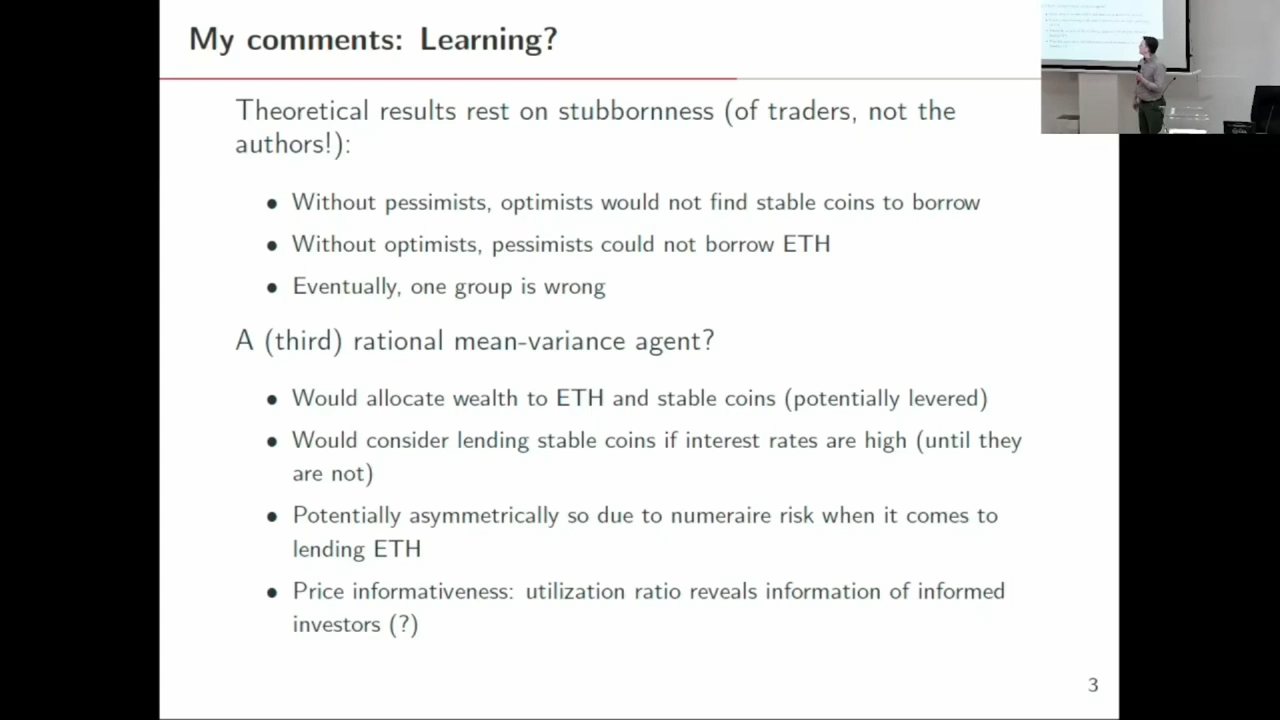 My comments: Learning?
Theoretical results rest on stubbornness (of traders, not the
authors!):
• Without pessimists, optimists would not find stable coins to borrow
• Without optimists, pessimists could not borrow ETH
• Eventually, one group is wrong
A (third) rational mean-variance agent?
• Would allocate wealth to ETH and stable coins (potentially levered)
• Would consider lending stable coins if interest rates are high (until they
are not)
• Potentially asymmetrically so due to numeraire risk when it comes to
lending ETH
• Price informativeness: utilization ratio reveals information of informed
investors (?)
3